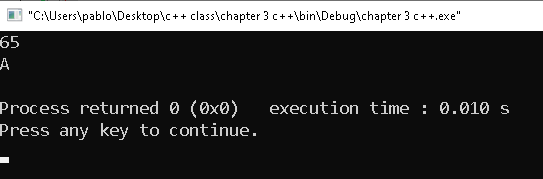 "C:\Users\pablo\Desktop\c++ class\chapter 3 c++\bin\Debug\chapter 3 c++.exe"
65
A
Process returned 0 (0x0)   execution time : 0.010 s
Press any key to continue.